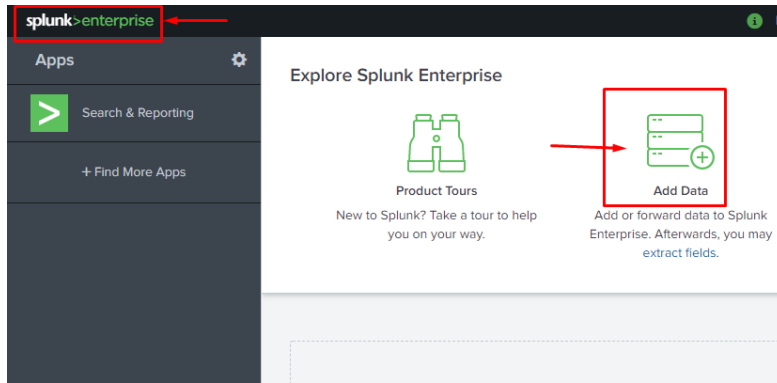 splunk>enterprise
i
Apps
Search & Reporting
+ Find More Apps
Explore Splunk Enterprise
Product Tours
New to Splunk? Take a tour to help
you on your way.
Add Data
Add or forward data to Splunk
Enterprise. Afterwards, you may
extract fields.